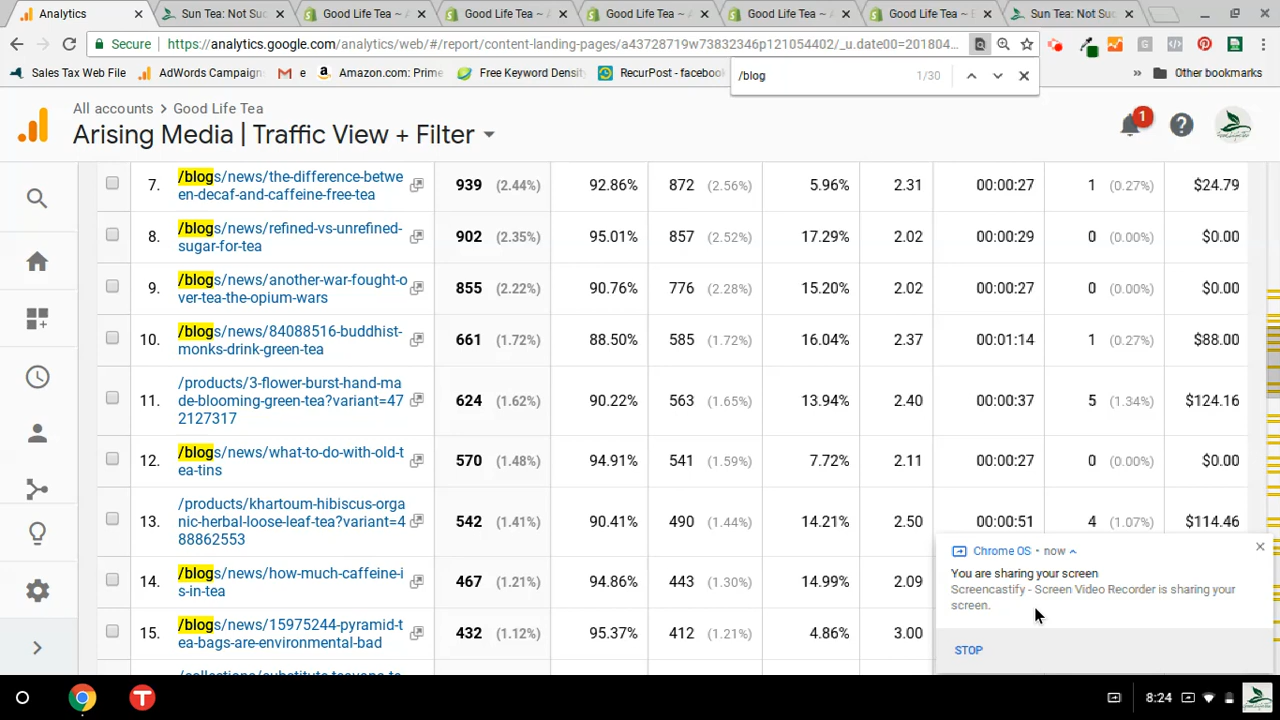 Analytics
Sun Tea: Not Suc
Good Life Tea ~
Good Life Tea ~
Good Life Tea ~
Good Life Tea ~
Good Life Tea ~
Sun Tea: Not Suc
Secure
https://analytics.google.com/analytics/web/#/report/content-landing-pages/a43728719w73832346p121054402/_u.date00=201804...
Sales Tax Web File
AdWords Campaign
e
Amazon.com: Prime
Free Keyword Densit
RecurPost - facebook
/blog
1/30
»
Other bookmarks
All accounts > Good Life Tea
Arising Media | Traffic View + Filter
1
7. /blogs/news/the-difference-betwe
en-decaf-and-caffeine-free-tea
939 (2.44%) 92.86% 872 (2.56%) 5.96% 2.31 00:00:27 1 (0.27%) $24.79
8. /blogs/news/refined-vs-unrefined-
sugar-for-tea
902 (2.35%) 95.01% 857 (2.52%) 17.29% 2.02 00:00:29 0 (0.00%) $0.00
9. /blogs/news/another-war-fought-o
ver-tea-the-opium-wars
855 (2.22%) 90.76% 776 (2.28%) 15.20% 2.02 00:00:27 0 (0.00%) $0.00
10. /blogs/news/84088516-buddhist-
monks-drink-green-tea
661 (1.72%) 88.50% 585 (1.72%) 16.04% 2.37 00:01:14 1 (0.27%) $88.00
11. /products/3-flower-burst-hand-ma
de-blooming-green-tea?variant=47
2127317
624 (1.62%) 90.22% 563 (1.65%) 13.94% 2.40 00:00:37 5 (1.34%) $124.16
12. /blogs/news/what-to-do-with-old-t
ea-tins
570 (1.48%) 94.91% 541 (1.59%) 7.72% 2.11 00:00:27 0 (0.00%) $0.00
13. /products/khartoum-hibiscus-orga
nic-herbal-loose-leaf-tea?variant=4
88862553
542 (1.41%) 90.41% 490 (1.44%) 14.21% 2.50 00:00:51 4 (1.07%) $114.46
14. /blogs/news/how-much-caffeine-i
s-in-tea
467 (1.21%) 94.86% 443 (1.30%) 14.99% 2.09
15. /blogs/news/15975244-pyramid-t
ea-bags-are-environmental-bad
432 (1.12%) 95.37% 412 (1.21%) 4.86% 3.00
Chrome OS • now
You are sharing your screen
Screencastify - Screen Video Recorder is sharing your
screen.
STOP
T
8:24